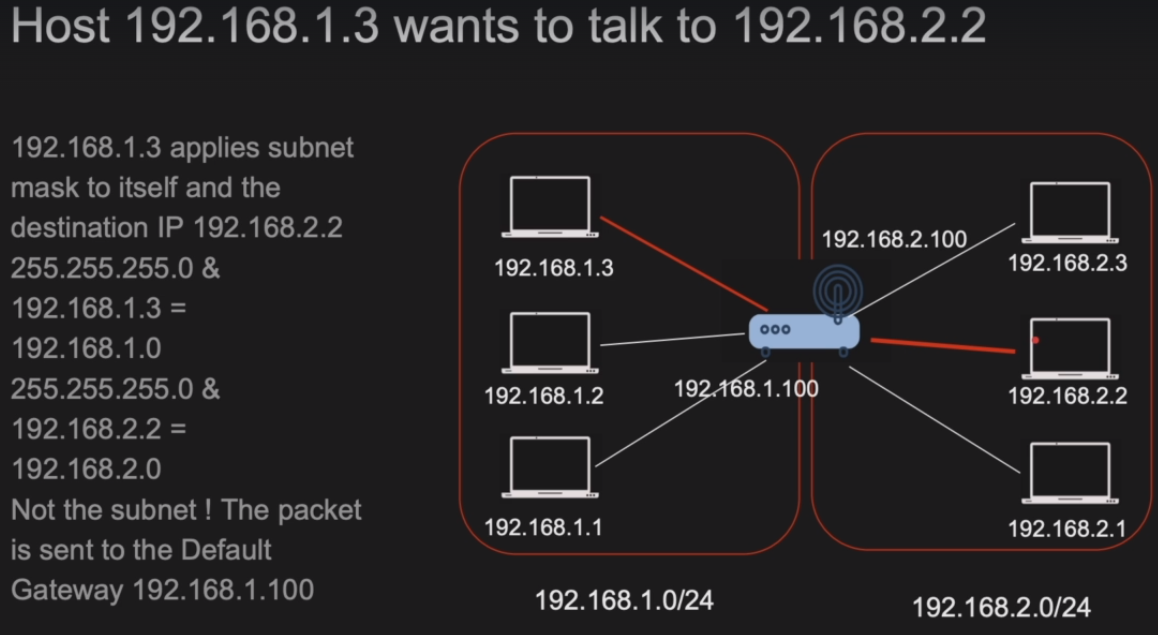 Host 192.168.1.3 wants to talk to 192.168.2.2
192.168.1.3 applies subnet
mask to itself and the
destination IP 192.168.2.2
255.255.255.0 &
192.168.1.3 =
192.168.1.0
255.255.255.0 &
192.168.2.2 =
192.168.2.0
Not the subnet ! The packet
is sent to the Default
Gateway 192.168.1.100
192.168.1.3
192.168.1.2
192.168.1.1
192.168.1.100
192.168.2.100
192.168.2.3
192.168.2.2
192.168.2.1
192.168.1.0/24
192.168.2.0/24